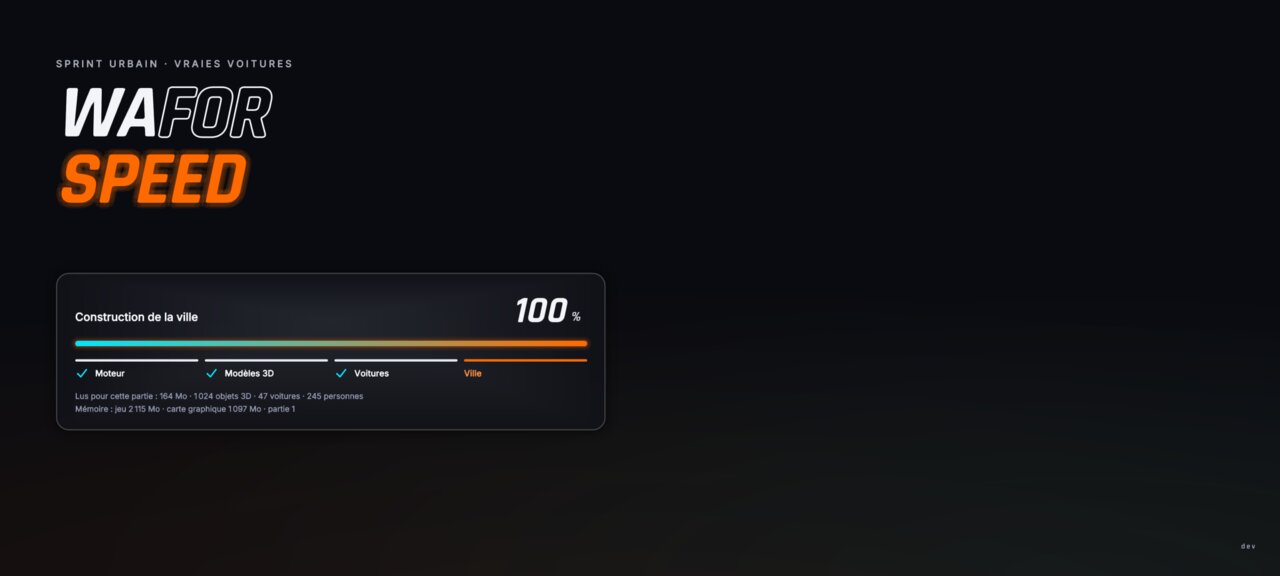 SPRINT URBAIN · VRAIES VOITURES
WAFOR
SPEED
Construction de la ville
100 %
Moteur
Modèles 3D
Voitures
Ville
Lus pour cette partie : 164 Mo · 1 024 objets 3D · 47 voitures · 245 personnes
Mémoire : jeu 2 115 Mo · carte graphique 1 097 Mo · partie 1
dev